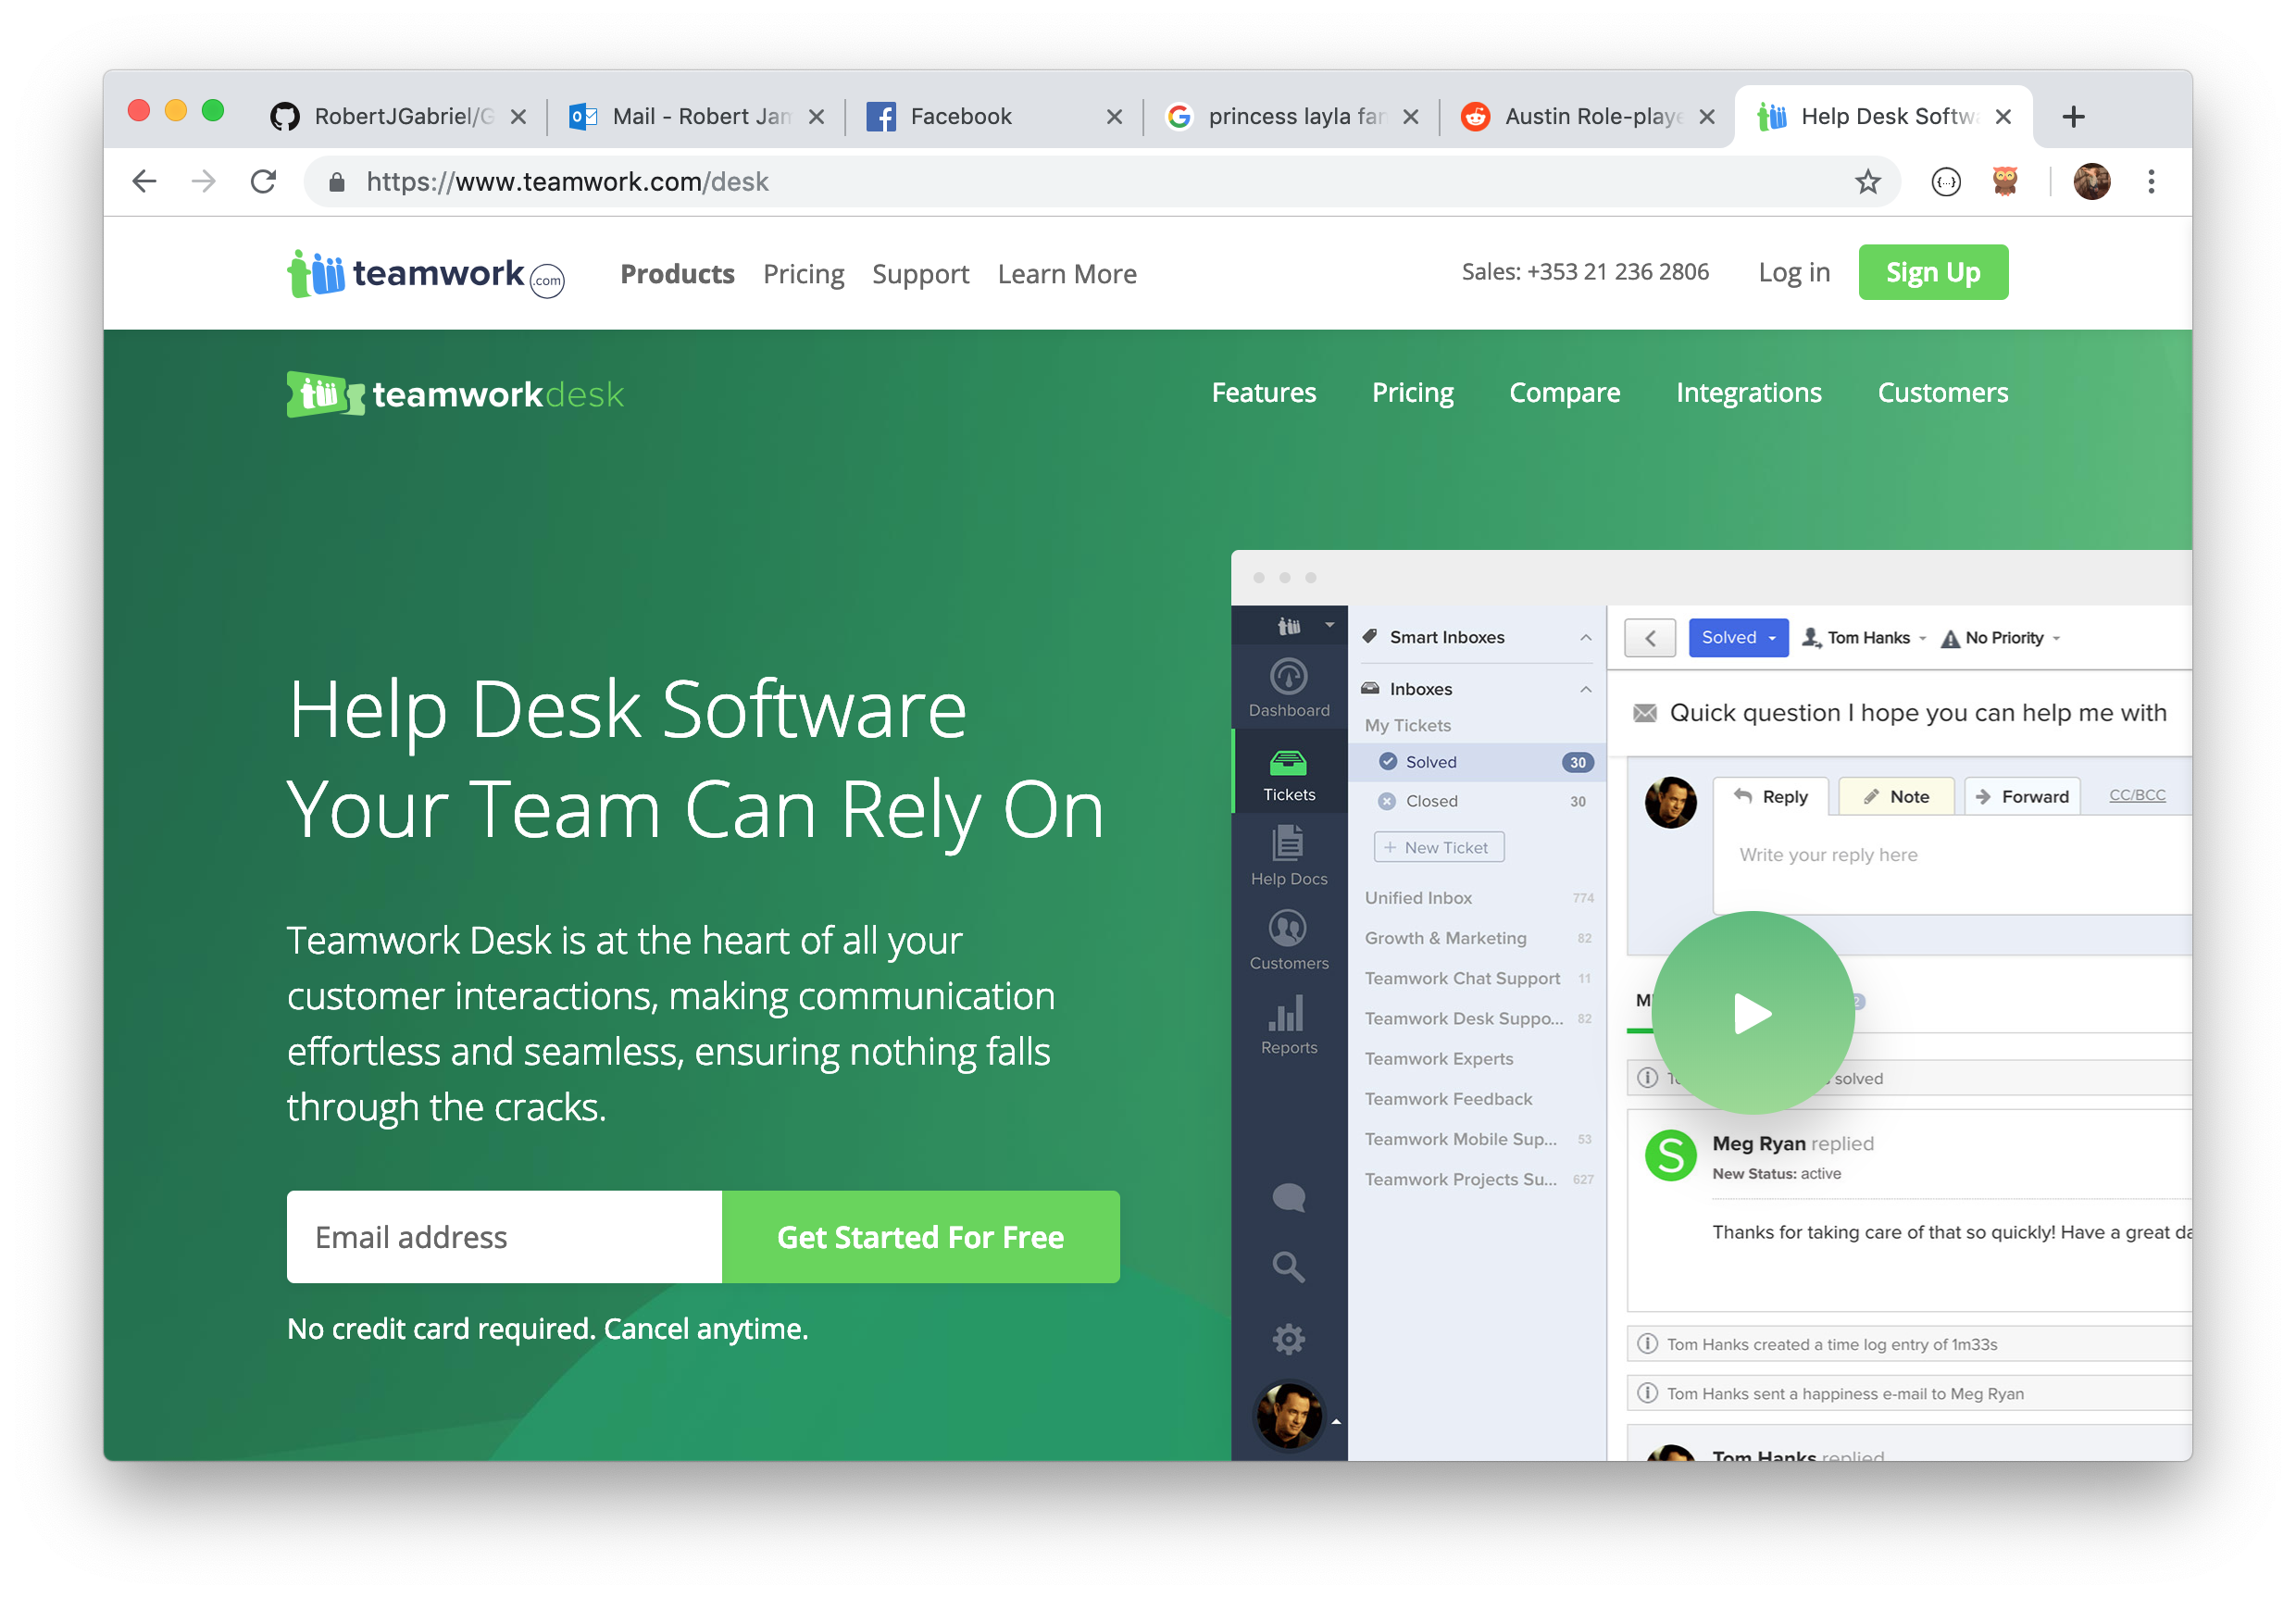 RobertJGabriel/G
Mail - Robert Jam
Facebook
princess layla fan
Austin Role-playe
Help Desk Softwa
https://www.teamwork.com/desk
teamwork.com
Products Pricing Support Learn More
Sales: +353 21 236 2806 Log in Sign Up
teamworkdesk
Features Pricing Compare Integrations Customers
Help Desk Software
Your Team Can Rely On
Teamwork Desk is at the heart of all your
customer interactions, making communication
effortless and seamless, ensuring nothing falls
through the cracks.
Email address
Get Started For Free
No credit card required. Cancel anytime.
Dashboard
Tickets
Help Docs
Customers
Reports
Smart Inboxes
Inboxes
My Tickets
Solved 30
Closed 30
+ New Ticket
Unified Inbox 774
Growth & Marketing 82
Teamwork Chat Support 11
Teamwork Desk Suppo... 82
Teamwork Experts
Teamwork Feedback
Teamwork Mobile Sup... 53
Teamwork Projects Su... 627
Solved Tom Hanks No Priority
Quick question I hope you can help me with
Reply Note Forward CC/BCC
Write your reply here
2
solved
S
Meg Ryan replied
New Status: active
Thanks for taking care of that so quickly! Have a great da
Tom Hanks created a time log entry of 1m33s
Tom Hanks sent a happiness e-mail to Meg Ryan
Tom Hanks replied